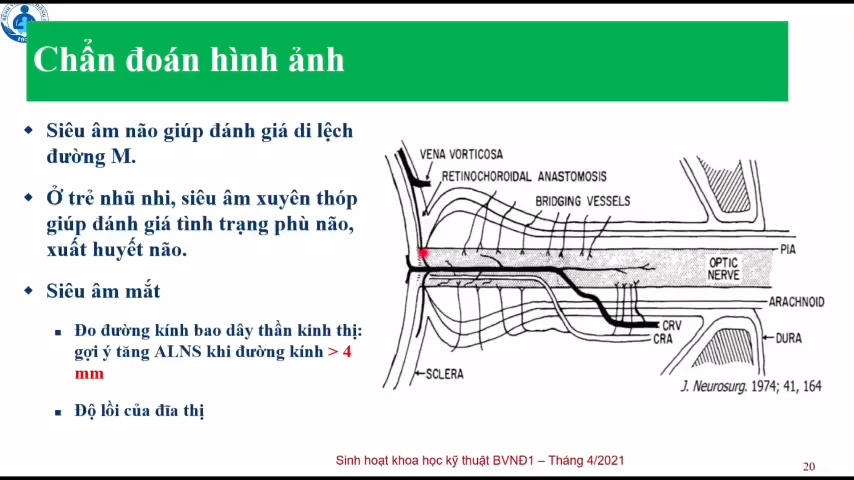 Chẩn đoán hình ảnh
Siêu âm não giúp đánh giá di lệch
đường M.
Ở trẻ nhũ nhi, siêu âm xuyên thóp
giúp đánh giá tình trạng phù não,
xuất huyết não.
Siêu âm mắt
Đo đường kính bao dây thần kinh thị:
gợi ý tăng ALNS khi đường kính > 4
mm
Độ lồi của đĩa thị
VENA VORTICOSA
RETINOCHOROIDAL ANASTOMOSIS
BRIDGING VESSELS
PIA
OPTIC
NERVE
ARACHNOID
CRV
CRA
DURA
SCLERA
J. Neurosurg. 1974; 41, 164
Sinh hoạt khoa học kỹ thuật BVNĐ1 – Tháng 4/2021
20